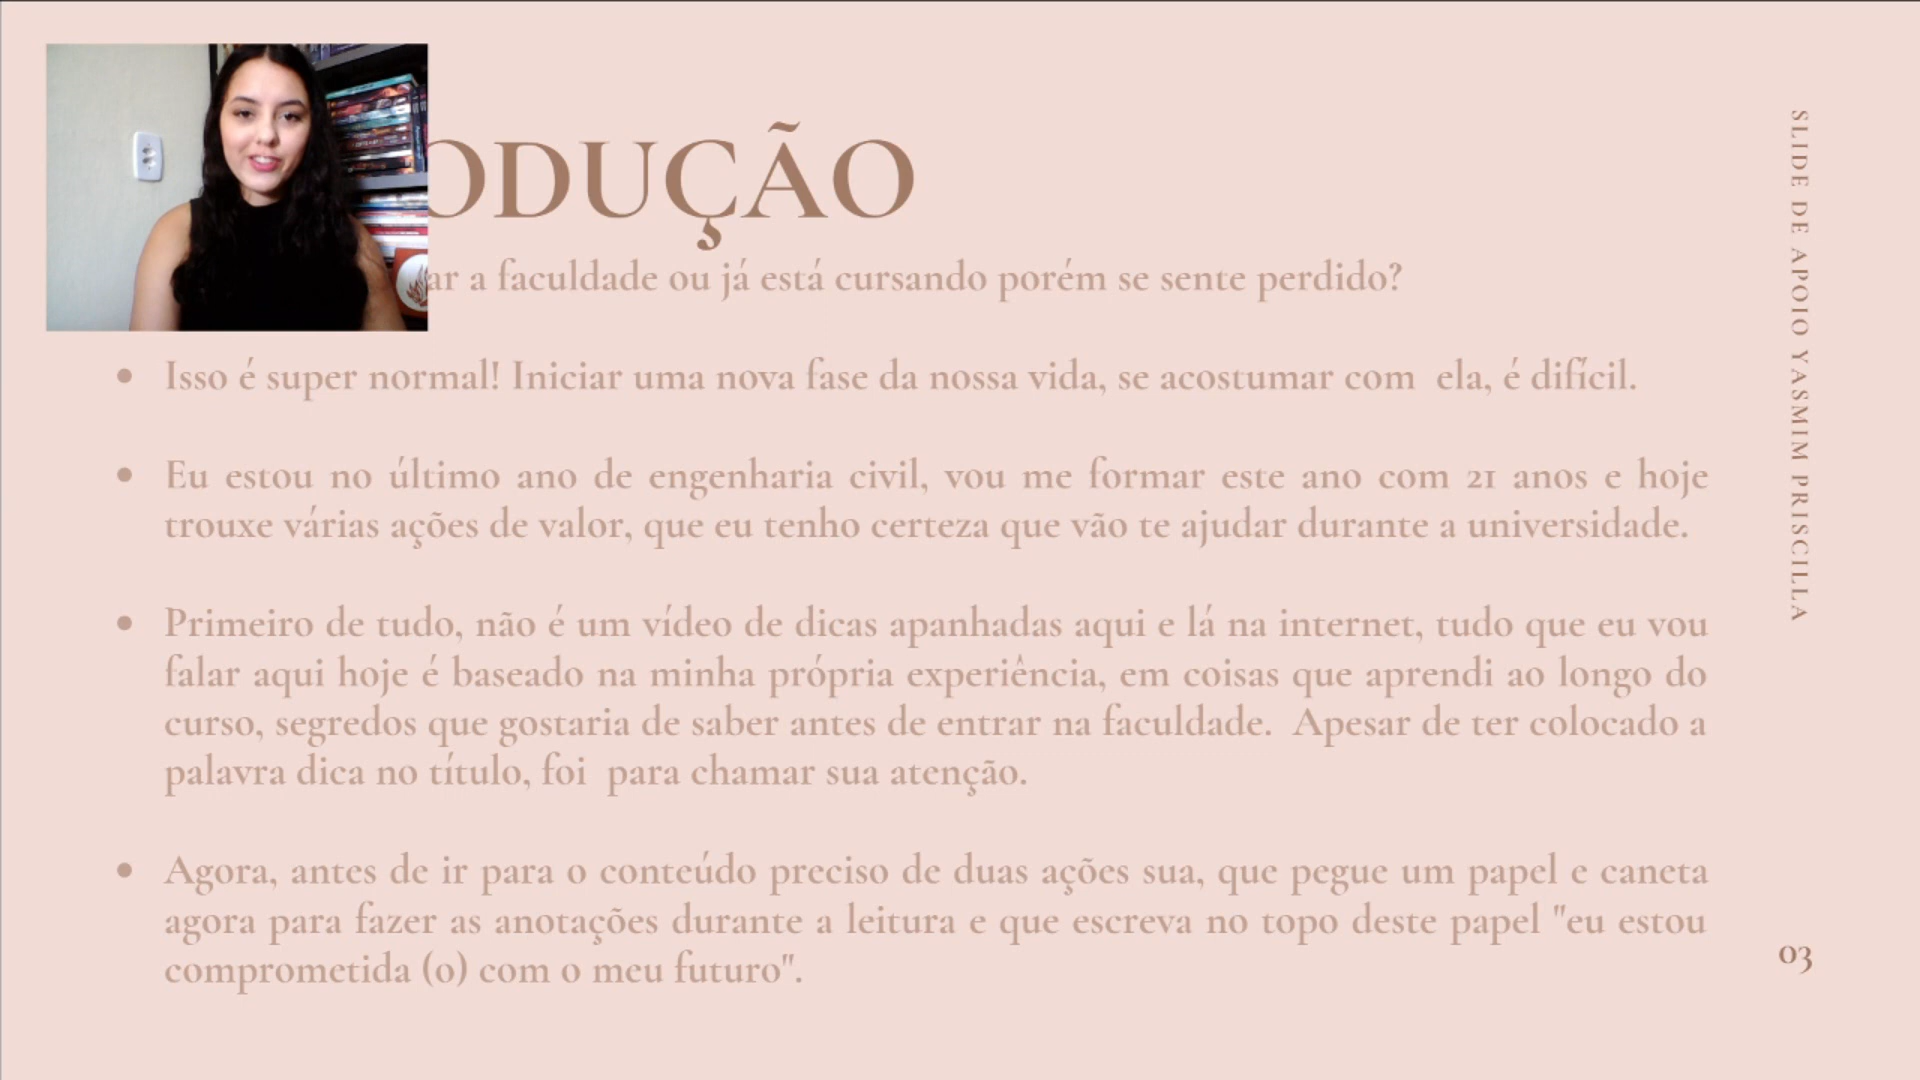 ODUÇÃO
ar a faculdade ou já está cursando porém se sente perdido?
• Isso é super normal! Iniciar uma nova fase da nossa vida, se acostumar com ela, é difícil.
• Eu estou no último ano de engenharia civil, vou me formar este ano com 21 anos e hoje
trouxe várias ações de valor, que eu tenho certeza que vão te ajudar durante a universidade.
• Primeiro de tudo, não é um vídeo de dicas apanhadas aqui e lá na internet, tudo que eu vou
falar aqui hoje é baseado na minha própria experiência, em coisas que aprendi ao longo do
curso, segredos que gostaria de saber antes de entrar na faculdade. Apesar de ter colocado a
palavra dica no título, foi para chamar sua atenção.
• Agora, antes de ir para o conteúdo preciso de duas ações sua, que pegue um papel e caneta
agora para fazer as anotações durante a leitura e que escreva no topo deste papel "eu estou
comprometida (o) com o meu futuro".
SLIDE DE APOIO YASMIM PRISCILLA
03